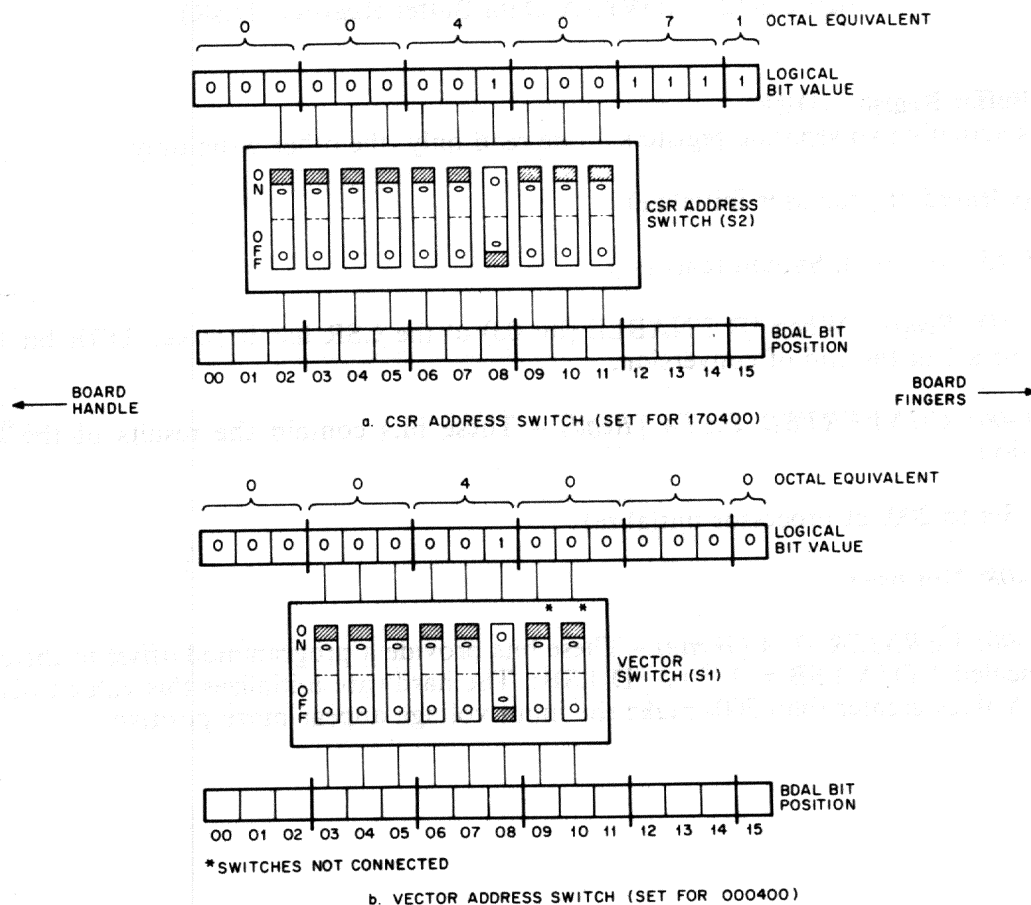 0 0 4 0 7 1 OCTAL EQUIVALENT
0 0 0 0 0 0 0 0 1 0 0 0 1 1 1 1 LOGICAL
BIT VALUE
ON
OFF
CSR ADDRESS
SWITCH (S2)
BDAL BIT
POSITION
00 01 02 03 04 05 06 07 08 09 10 11 12 13 14 15
BOARD
HANDLE
BOARD
FINGERS
a. CSR ADDRESS SWITCH (SET FOR 170400)
0 0 4 0 0 0 OCTAL EQUIVALENT
0 0 0 0 0 0 0 0 1 0 0 0 0 0 0 0 LOGICAL
BIT VALUE
* *
ON
OFF
VECTOR
SWITCH (S1)
BDAL BIT
POSITION
00 01 02 03 04 05 06 07 08 09 10 11 12 13 14 15
*SWITCHES NOT CONNECTED
b. VECTOR ADDRESS SWITCH (SET FOR 000400)